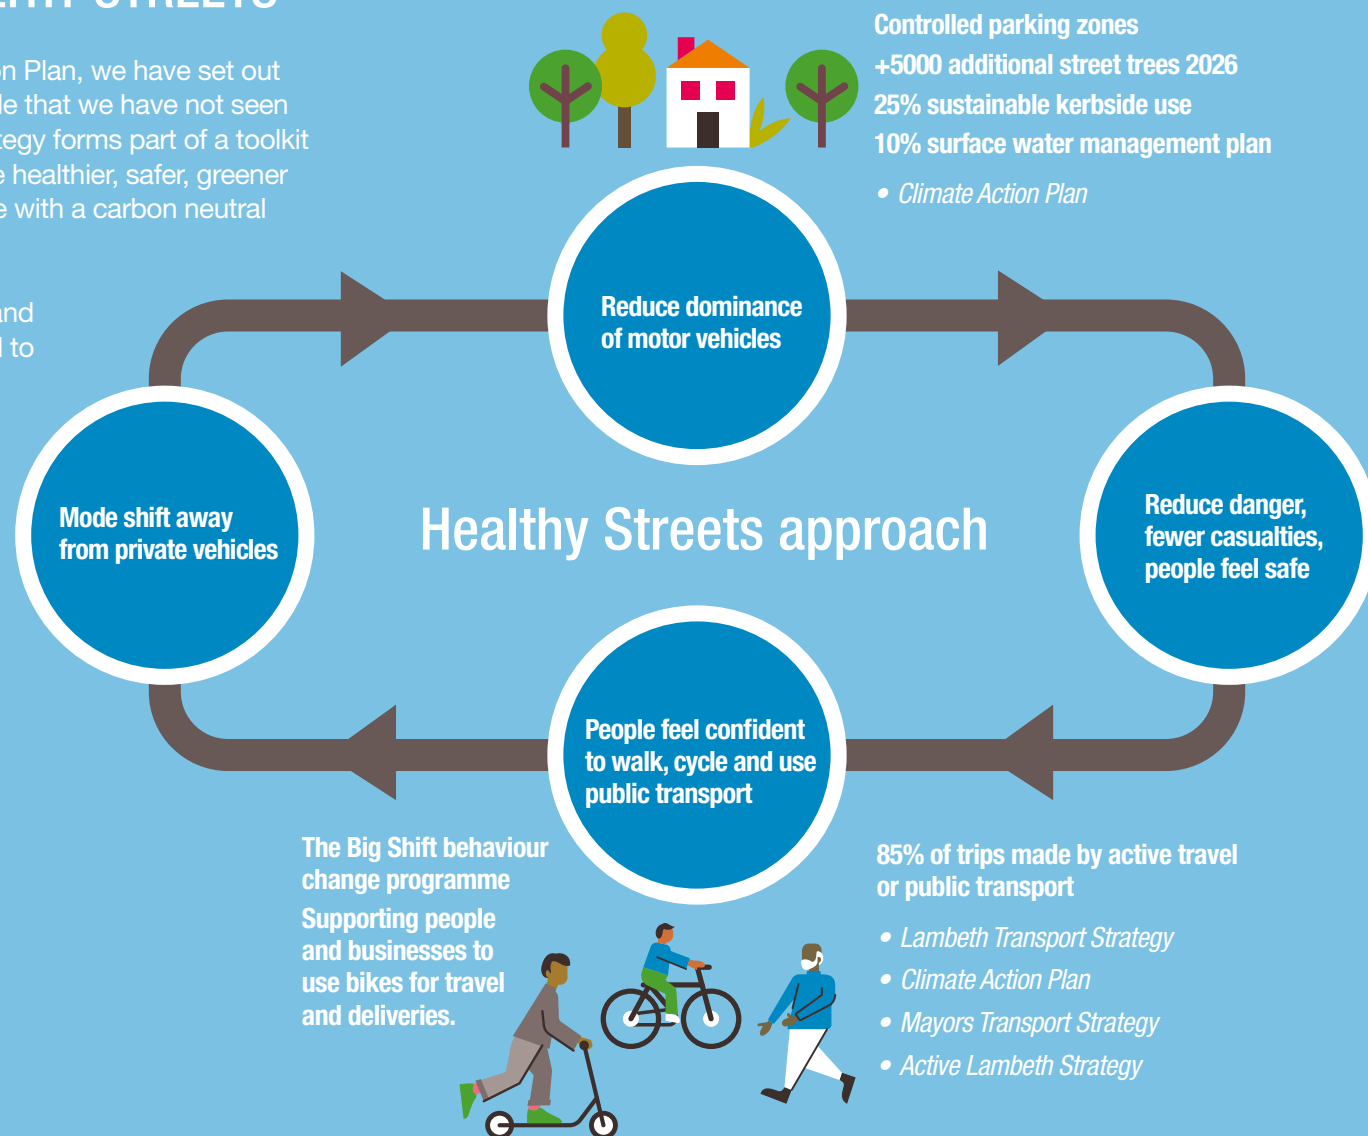 STREETS
Plan, we have set out
that we have not seen
forms part of a toolkit
healthier, safer, greener
with a carbon neutral
and
to
Controlled parking zones
+5000 additional street trees 2026
25% sustainable kerbside use
10% surface water management plan
• Climate Action Plan
Reduce dominance
of motor vehicles
Mode shift away
from private vehicles
Healthy Streets approach
Reduce danger,
fewer casualties,
people feel safe
People feel confident
to walk, cycle and use
public transport
The Big Shift behaviour
change programme
Supporting people
and businesses to
use bikes for travel
and deliveries.
85% of trips made by active travel
or public transport
• Lambeth Transport Strategy
• Climate Action Plan
• Mayors Transport Strategy
• Active Lambeth Strategy